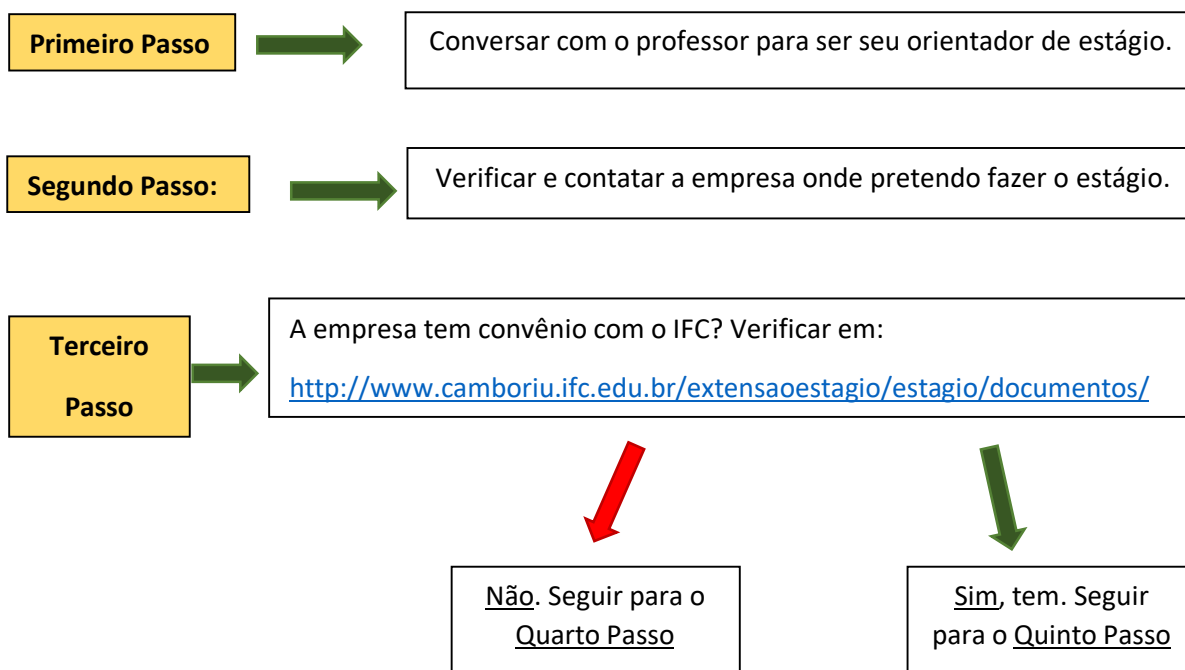 Primeiro Passo
Conversar com o professor para ser seu orientador de estágio.
Segundo Passo:
Verificar e contatar a empresa onde pretendo fazer o estágio.
Terceiro
Passo
A empresa tem convênio com o IFC? Verificar em:
http://www.camboriu.ifc.edu.br/extensaoestagio/estagio/documentos/
Não. Seguir para o
Quarto Passo
Sim, tem. Seguir
para o Quinto Passo